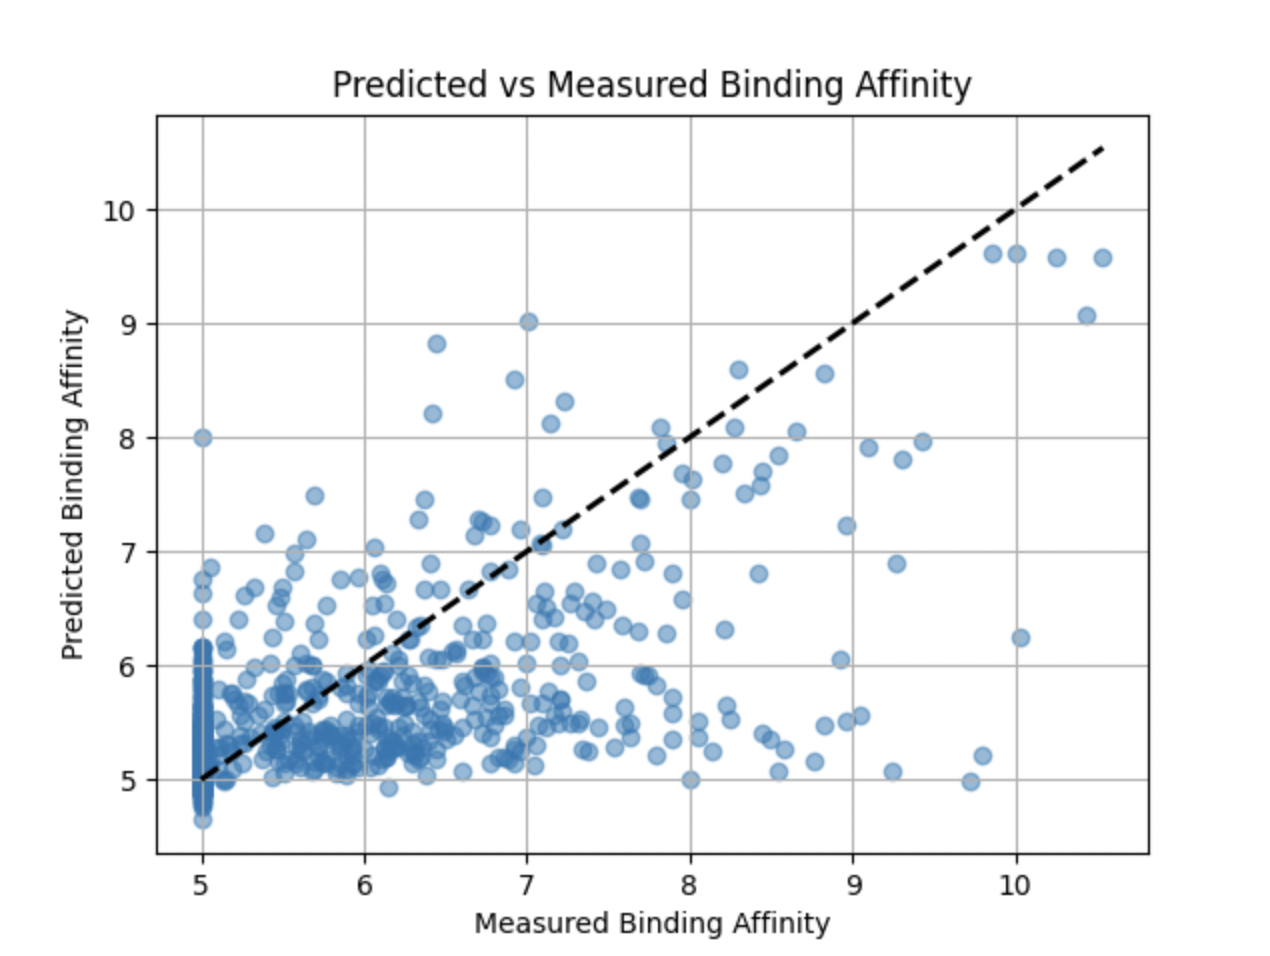 Predicted vs Measured Binding Affinity
Predicted Binding Affinity
10
9
8
7
6
5
5 6 7 8 9 10
Measured Binding Affinity